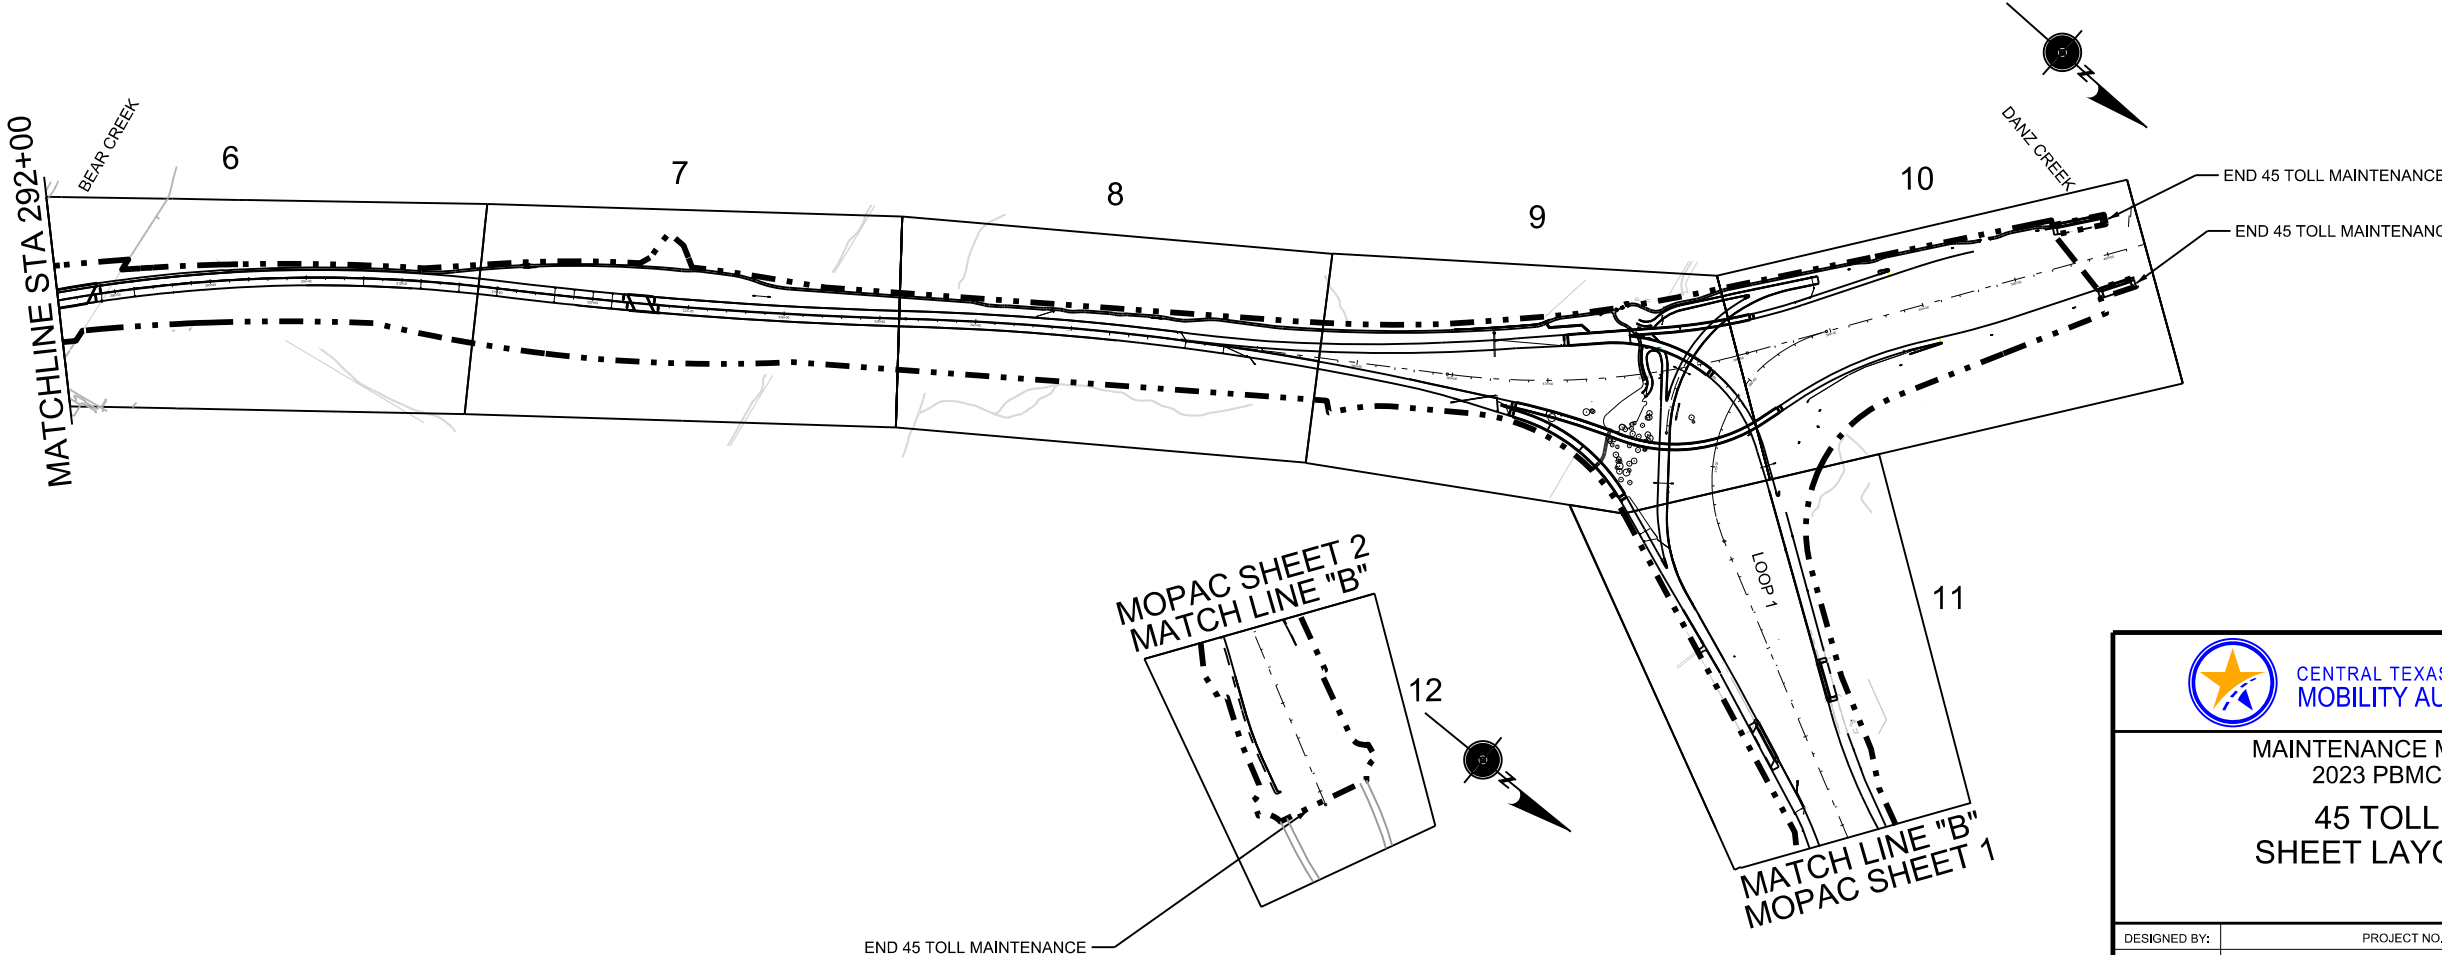 MATCHLINE STA 292+00
BEAR CREEK
6
7
8
9
10
DANZ CREEK
N
END 45 TOLL MAINTENANCE
END 45 TOLL MAINTENANC
LOOP 1
11
MATCH LINE "B"
MOPAC SHEET 1
MOPAC SHEET 2
MATCH LINE "B"
12
N
END 45 TOLL MAINTENANCE
CENTRAL TEXAS
MOBILITY AU
MAINTENANCE M
2023 PBMC
45 TOLL
SHEET LAYO
DESIGNED BY:
PROJECT NO.